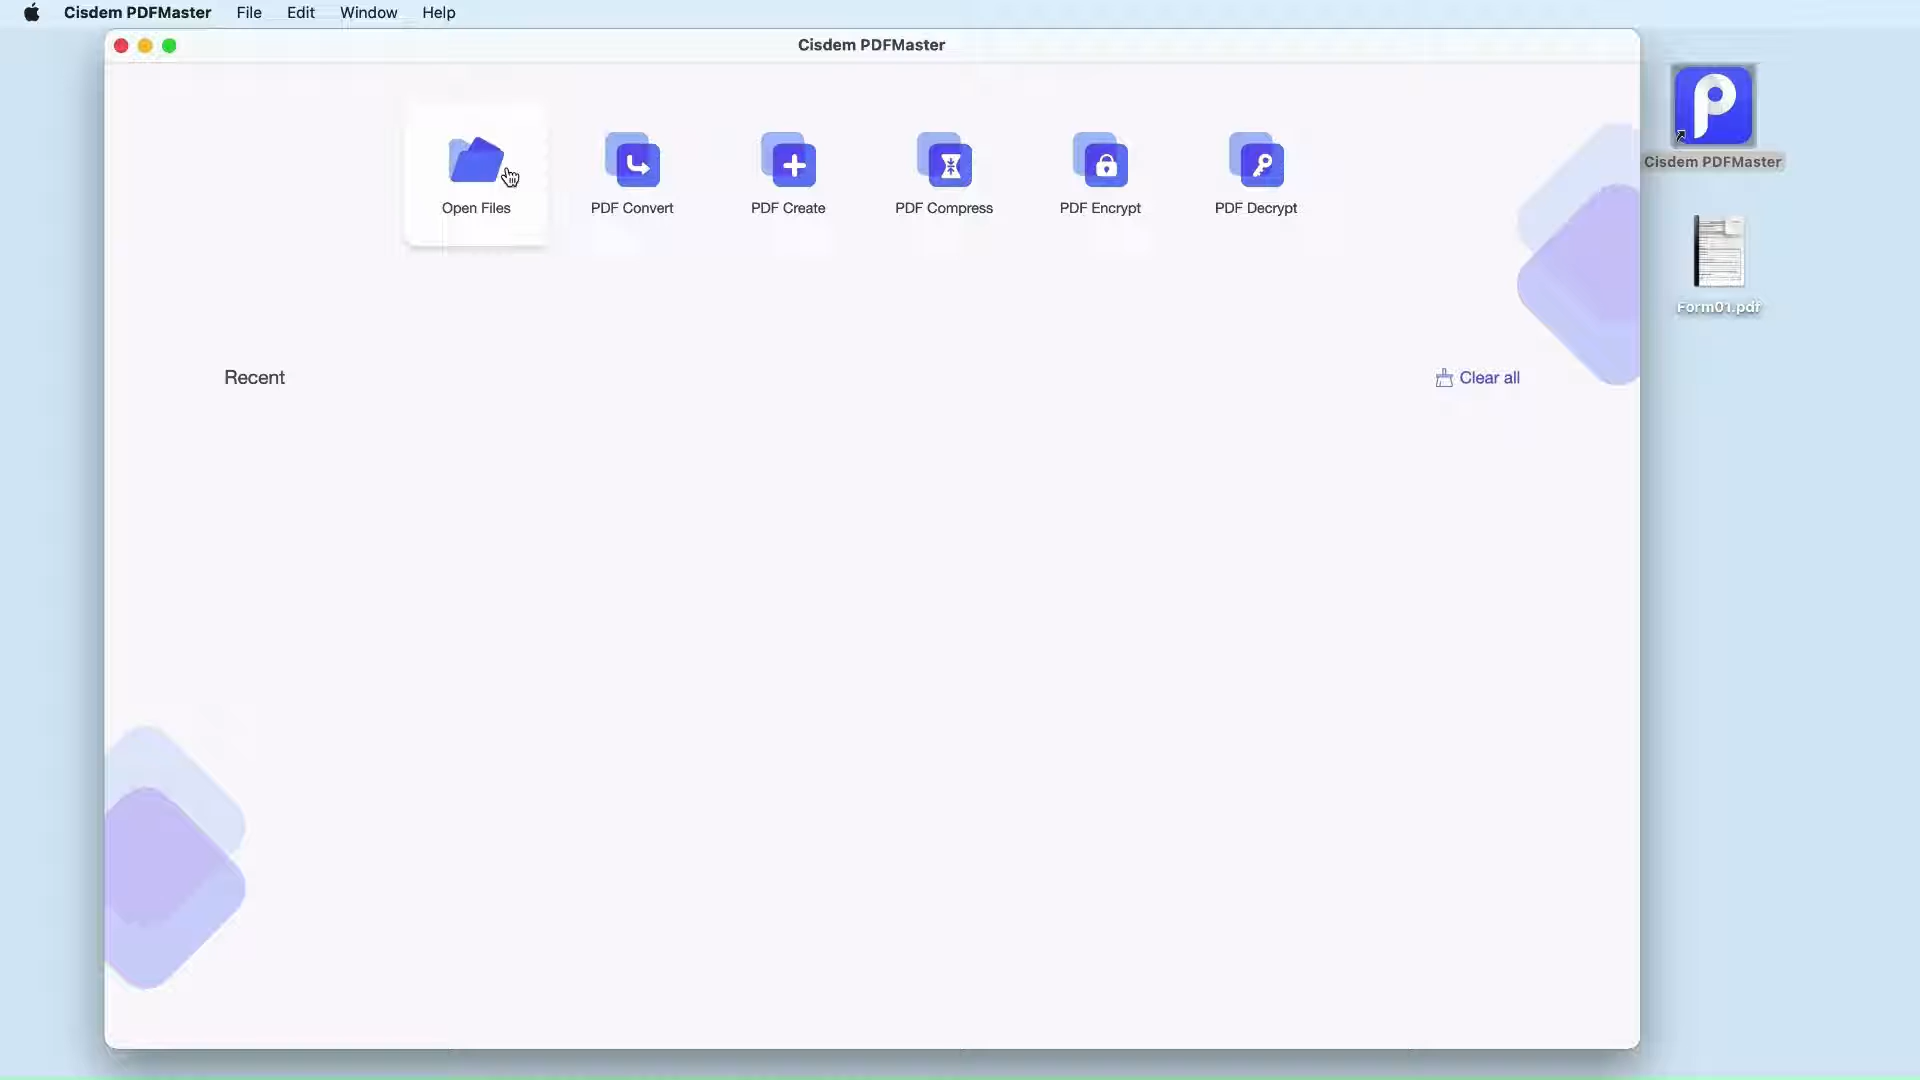 Cisdem PDFMaster File Edit Window Help
Cisdem PDFMaster
Open Files
PDF Convert
PDF Create
PDF Compress
PDF Encrypt
PDF Decrypt
Recent
Clear all
Cisdem PDFMaster
Form01.pdf